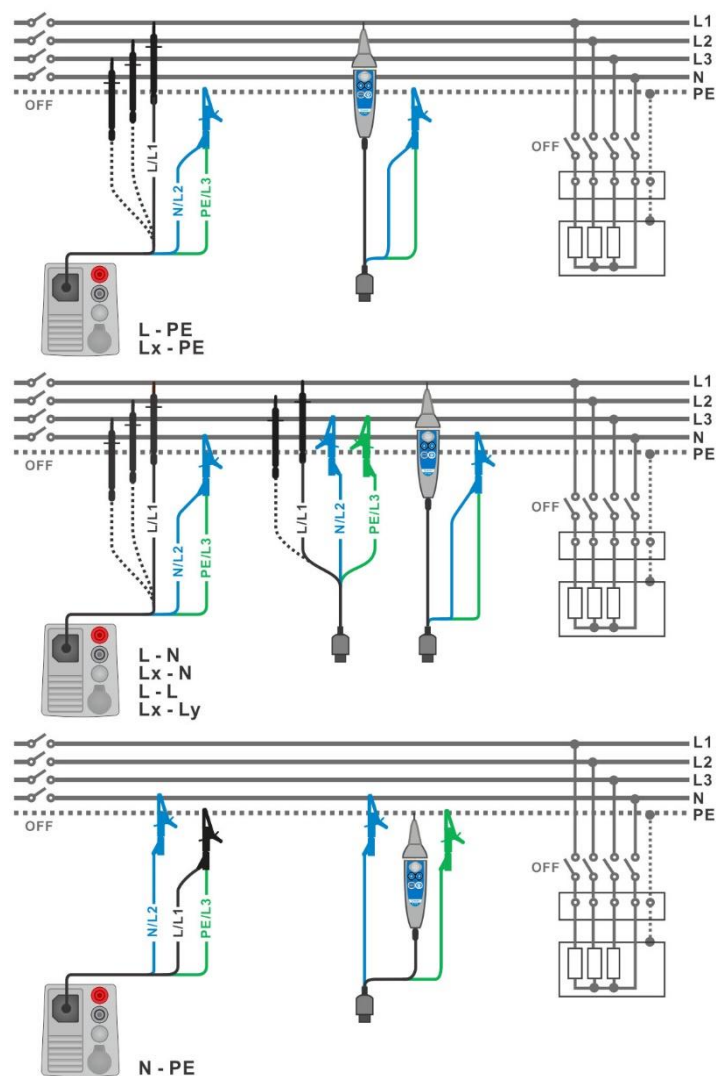 L1
L2
L3
N
PE
OFF
L/L1
N/L2
PE/L3
OFF
L - PE
Lx - PE
L1
L2
L3
N
PE
OFF
L/L1
N/L2
PE/L3
L/L1
N/L2
PE/L3
OFF
L - N
Lx - N
L - L
Lx - Ly
L1
L2
L3
N
PE
OFF
N/L2
L/L1
PE/L3
OFF
N - PE